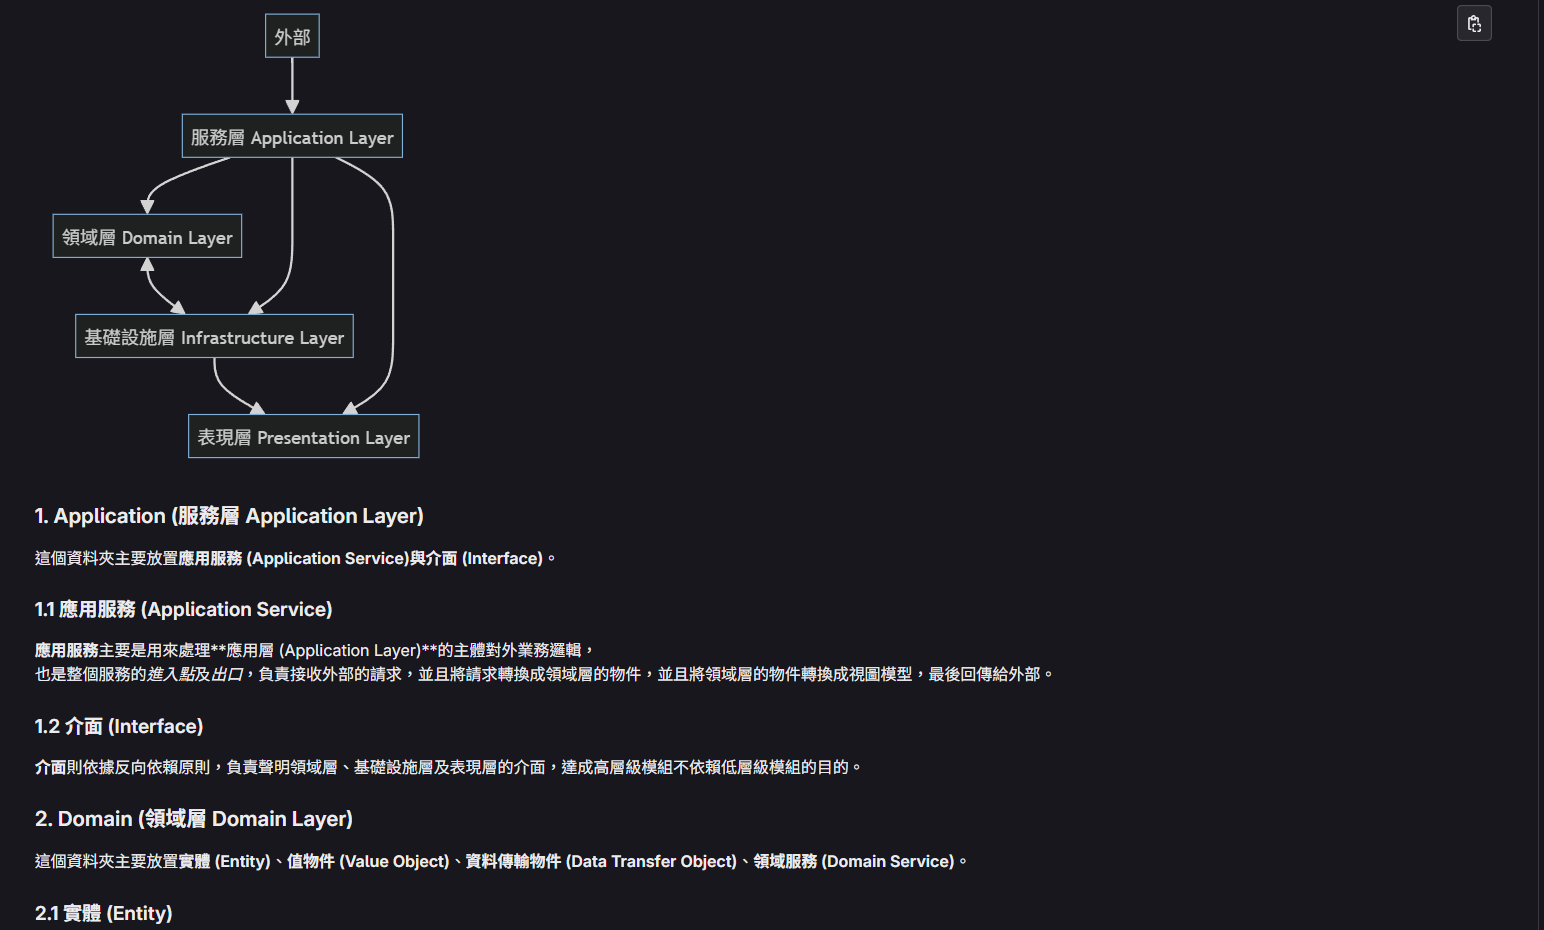 外部
服務層 Application Layer
領域層 Domain Layer
基礎設施層 Infrastructure Layer
表現層 Presentation Layer
1. Application (服務層 Application Layer)
這個資料夾主要放置應用服務 (Application Service)與介面 (Interface)。
1.1 應用服務 (Application Service)
應用服務主要是用來處理**應用層 (Application Layer)**的主體對外業務邏輯，
也是整個服務的進入點及出口，負責接收外部的請求，並且將請求轉換成領域層的物件，並且將領域層的物件轉換成視圖模型，最後回傳給外部。
1.2 介面 (Interface)
介面則依據反向依賴原則，負責聲明領域層、基礎設施層及表現層的介面，達成高層級模組不依賴低層級模組的目的。
2. Domain (領域層 Domain Layer)
這個資料夾主要放置實體 (Entity)、值物件 (Value Object)、資料傳輸物件 (Data Transfer Object)、領域服務 (Domain Service)。
2.1 實體 (Entity)